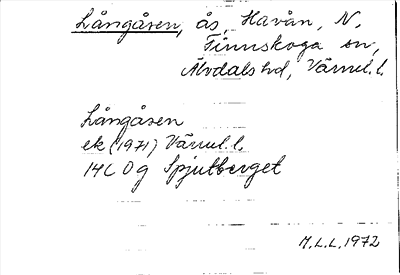 Långåsen, ås, Havån, N,
Finnskoga sn,
Älvdals hd, Värml. l.
Långåsen
ek (1971) Värml. l.
14C 0g Spjutberget
M.L.L. 1972